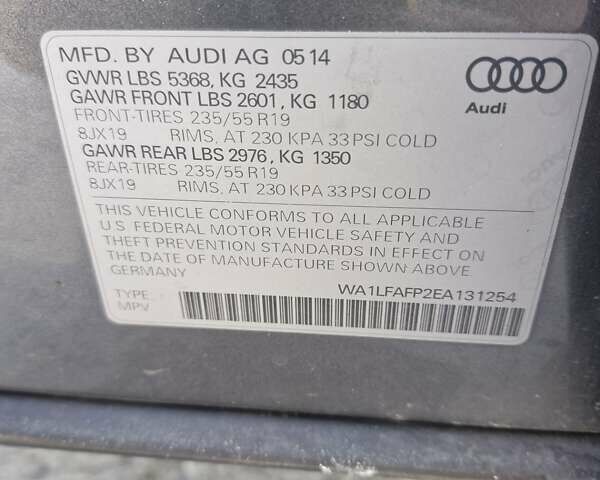 MFD. BY AUDI AG 05 14
GVWR LBS 5368, KG 2435
GAWR FRONT LBS 2601, KG 1180
FRONT-TIRES 235/55 R19
8JX19 RIMS, AT 230 KPA 33 PSI COLD
GAWR REAR LBS 2976, KG 1350
REAR-TIRES 235/55 R19
8JX19 RIMS, AT 230 KPA 33 PSI COLD
Audi
THIS VEHICLE CONFORMS TO ALL APPLICABLE
U.S. FEDERAL MOTOR VEHICLE SAFETY AND
THEFT PREVENTION STANDARDS IN EFFECT ON
THE DATE OF MANUFACTURE SHOWN ABOVE
GERMANY
TYPE:
MPV
WA1LFAFP2EA131254